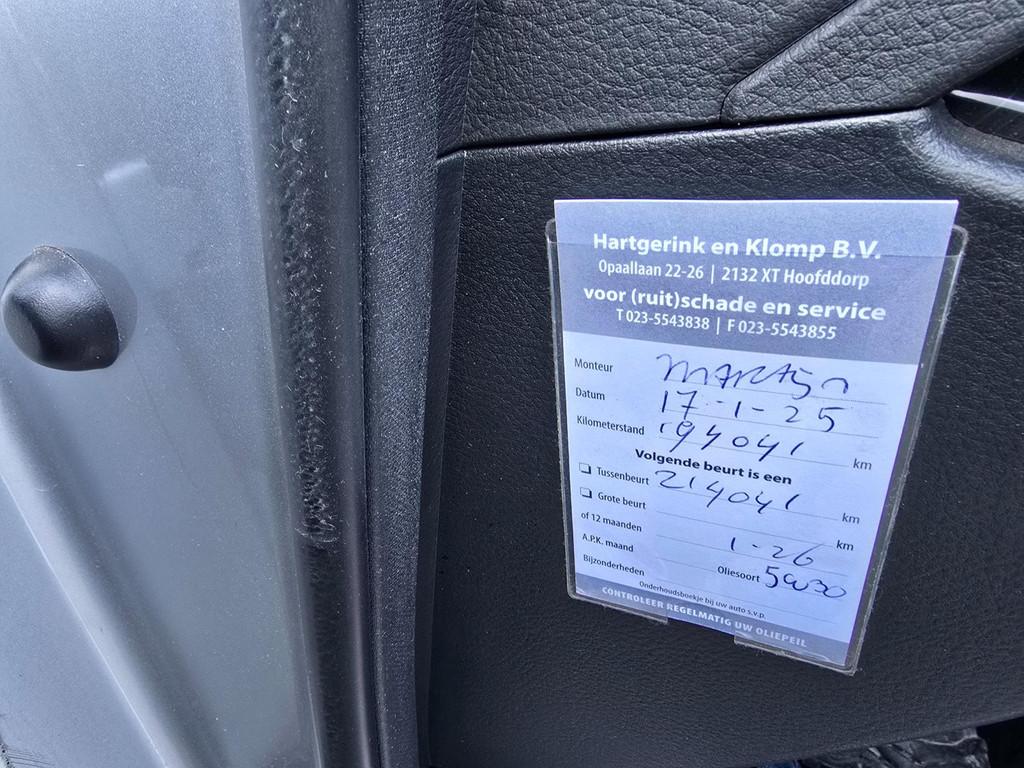 Hartgerink en Klomp B.V.
Opaallaan 22-26 | 2132 XT Hoofddorp
voor (ruit)schade en service
T 023-5543838 | F 023-5543855
Monteur Martijn
Datum 17-1-25
Kilometerstand 194041 km
Volgende beurt is een
Tussenbeurt 214041 km
Grote beurt km
of 12 maanden 1-26
A.P.K. maand Oliesoort 5W30
Bijzonderheden
Onderhoudsboekje bij uw auto s.v.p.
CONTROLEER REGELMATIG UW OLIEPEIL